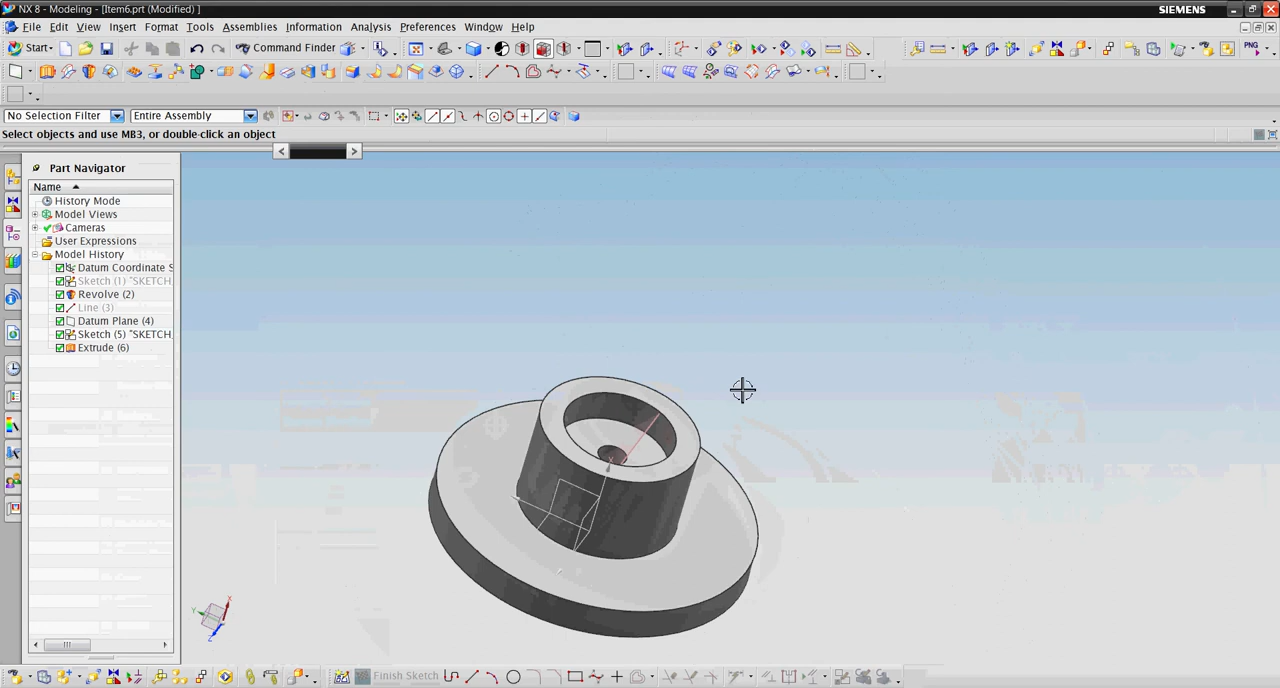 NX 8 - Modeling - [Item6.prt (Modified) ]
SIEMENS
File Edit View Insert Format Tools Assemblies Information Analysis Preferences Window Help
Start Command Finder
PNG
No Selection Filter Entire Assembly
Select objects and use MB3, or double-click an object
< >
Part Navigator
Name
History Mode
Model Views
Cameras
User Expressions
Model History
Datum Coordinate S
Sketch (1) "SKETCH
Revolve (2)
Line (3)
Datum Plane (4)
Sketch (5) "SKETCH
Extrude (6)
X
X
Y
Z
Finish Sketch